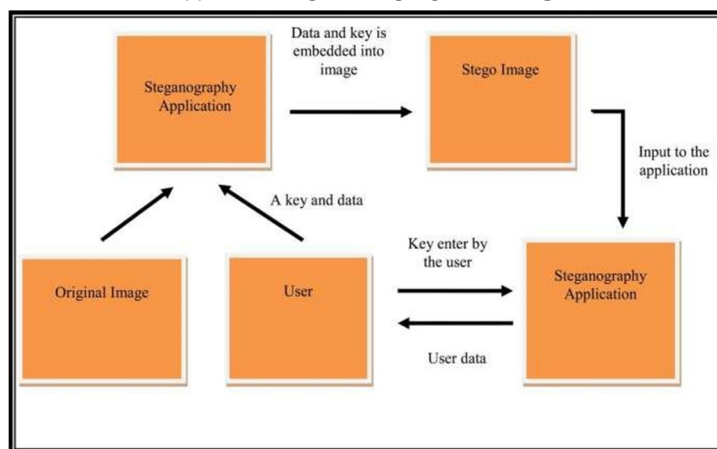 Data and key is
embedded into
image
Steganography
Application
Stego Image
Input to the
application
A key and data
Key enter by
the user
Original Image
User
Steganography
Application
User data